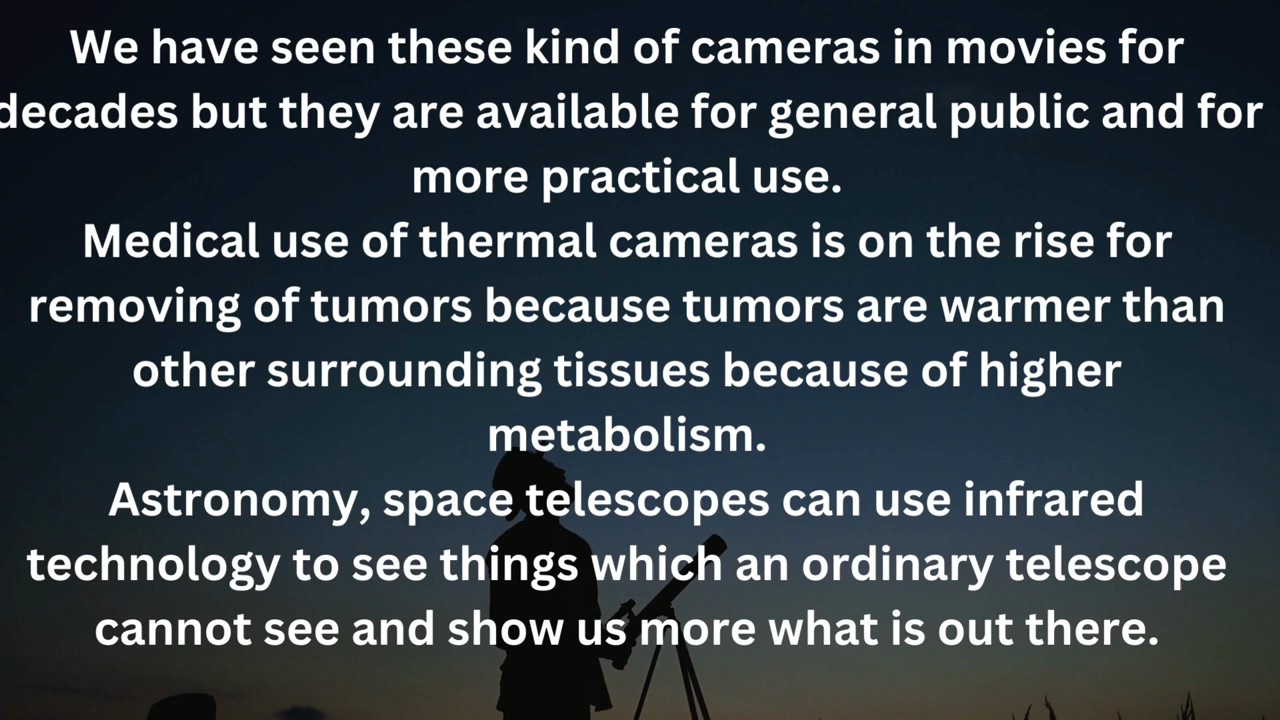 We have seen these kind of cameras in movies for
decades but they are available for general public and for
more practical use.
Medical use of thermal cameras is on the rise for
removing of tumors because tumors are warmer than
other surrounding tissues because of higher
metabolism.
Astronomy, space telescopes can use infrared
technology to see things which an ordinary telescope
cannot see and show us more what is out there.